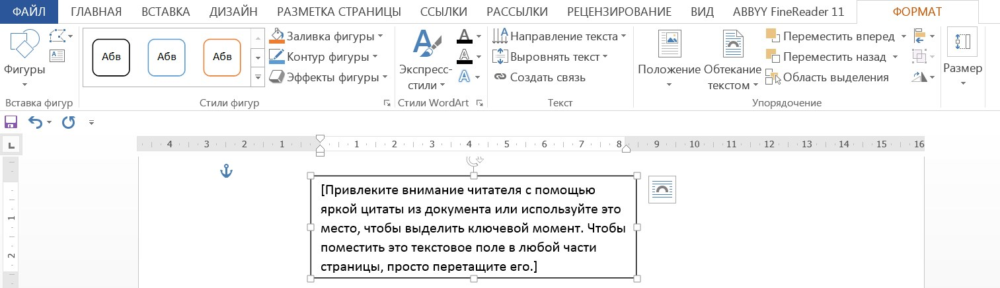 ФАЙЛ ГЛАВНАЯ ВСТАВКА ДИЗАЙН РАЗМЕТКА СТРАНИЦЫ ССЫЛКИ РАССЫЛКИ РЕЦЕНЗИРОВАНИЕ ВИД ABBYY FineReader 11 ФОРМАТ
Фигуры
Вставка фигур
Абв Абв Абв
Заливка фигуры
Контур фигуры
Эффекты фигуры
Стили фигур
Экспресс-
стили
Стили WordArt
Направление текста
Выровнять текст
Создать связь
Текст
Положение
Обтекание
текстом
Переместить вперед
Переместить назад
Область выделения
Упорядочение
Размер
4 3 2 1 1 2 3 4 5 6 7 8 9 10 11 12 13 14 15 16
1
2
[Привлеките внимание читателя с помощью
яркой цитаты из документа или используйте это
место, чтобы выделить ключевой момент. Чтобы
поместить это текстовое поле в любой части
страницы, просто перетащите его.]